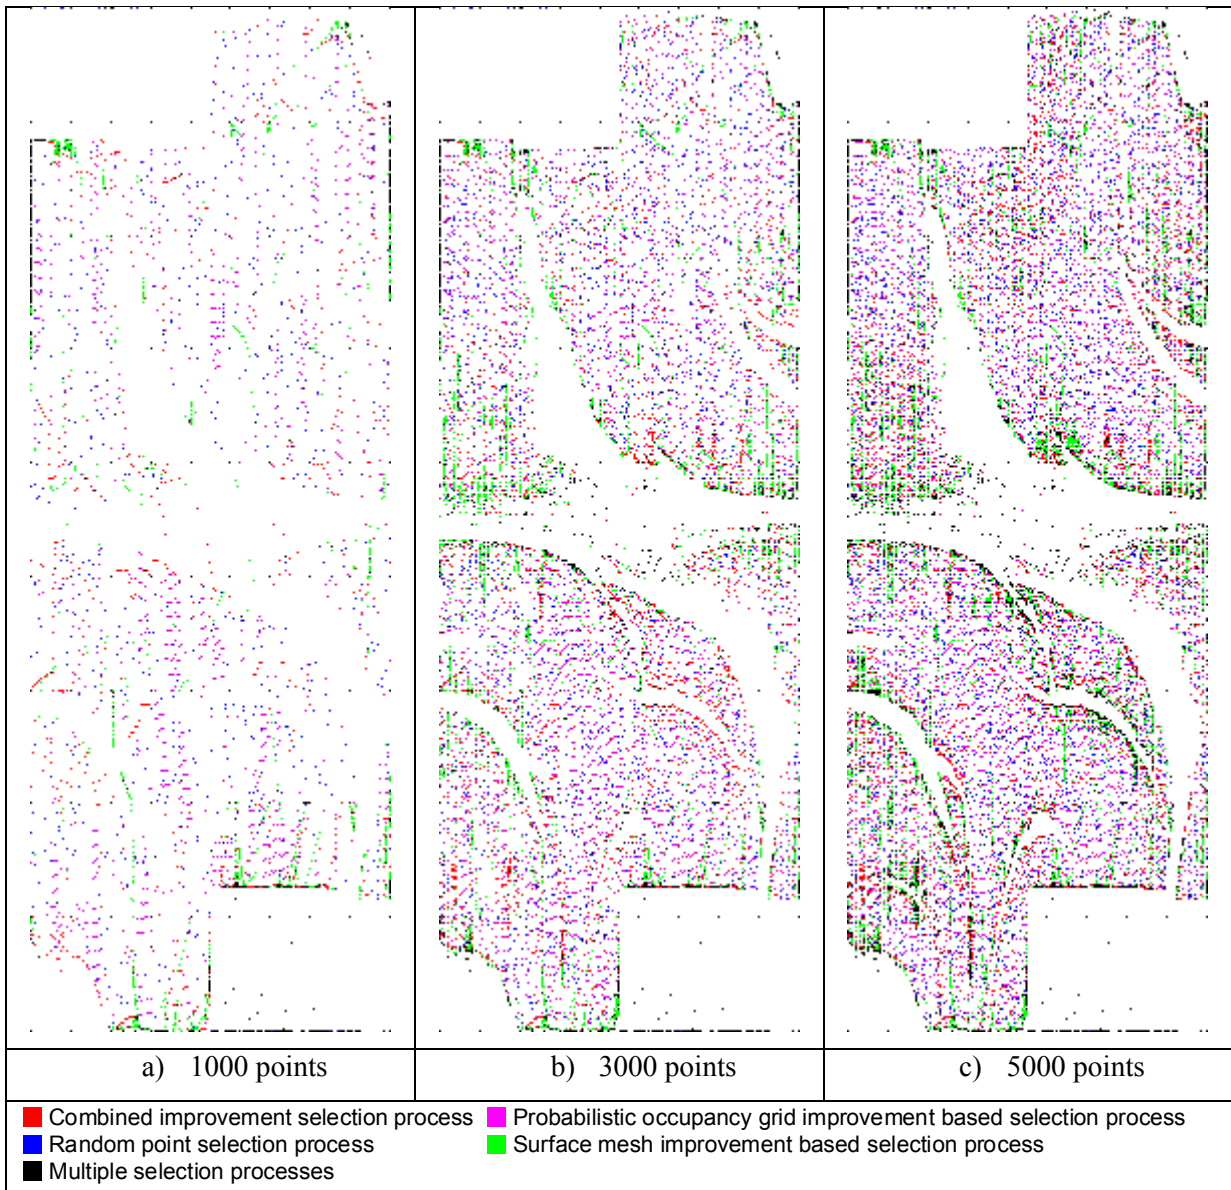 a) 1000 points
b) 3000 points
c) 5000 points
Combined improvement selection process
Probabilistic occupancy grid improvement based selection process
Random point selection process
Surface mesh improvement based selection process
Multiple selection processes